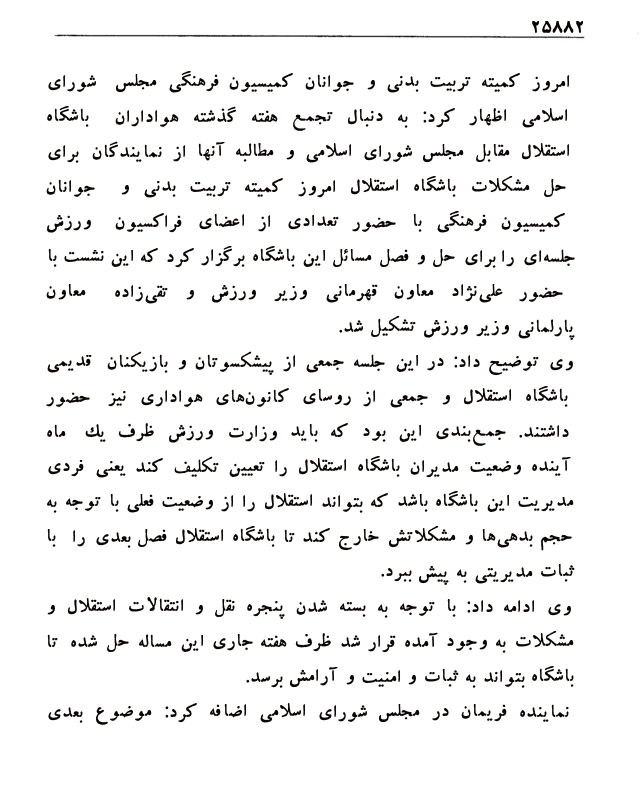 ۲۵۸۸۲
امروز کمیته تربیت بدنی و جوانان کمیسیون فرهنگی مجلس شورای
اسلامی اظهار کرد: به دنبال تجمع هفته گذشته هواداران باشگاه
استقلال مقابل مجلس شورای اسلامی و مطالبه آنها از نمایندگان برای
حل مشکلات باشگاه استقلال امروز کمیته تربیت بدنی و جوانان
کمیسیون فرهنگی با حضور تعدادی از اعضای فراکسیون ورزش
جلسه‌ای را برای حل و فصل مسائل این باشگاه برگزار کرد که این نشست با
حضور علی‌نژاد معاون قهرمانی وزیر ورزش و تقی‌زاده معاون
پارلمانی وزیر ورزش تشکیل شد.
وی توضیح داد: در این جلسه جمعی از پیشکسوتان و بازیکنان قدیمی
باشگاه استقلال و جمعی از روسای کانون‌های هواداری نیز حضور
داشتند. جمع‌بندی این بود که باید وزارت ورزش ظرف یك ماه
آینده وضعیت مدیران باشگاه استقلال را تعیین تکلیف کند یعنی فردی
مدیریت این باشگاه باشد که بتواند استقلال را از وضعیت فعلی با توجه به
حجم بدهی‌ها و مشکلاتش خارج کند تا باشگاه استقلال فصل بعدی را با
ثبات مدیریتی به پیش ببرد.
وی ادامه داد: با توجه به بسته شدن پنجره نقل و انتقالات استقلال و
مشکلات به وجود آمده قرار شد ظرف هفته جاری این مساله حل شده تا
باشگاه بتواند به ثبات و امنیت و آرامش برسد.
نماینده فریمان در مجلس شورای اسلامی اضافه کرد: موضوع بعدی